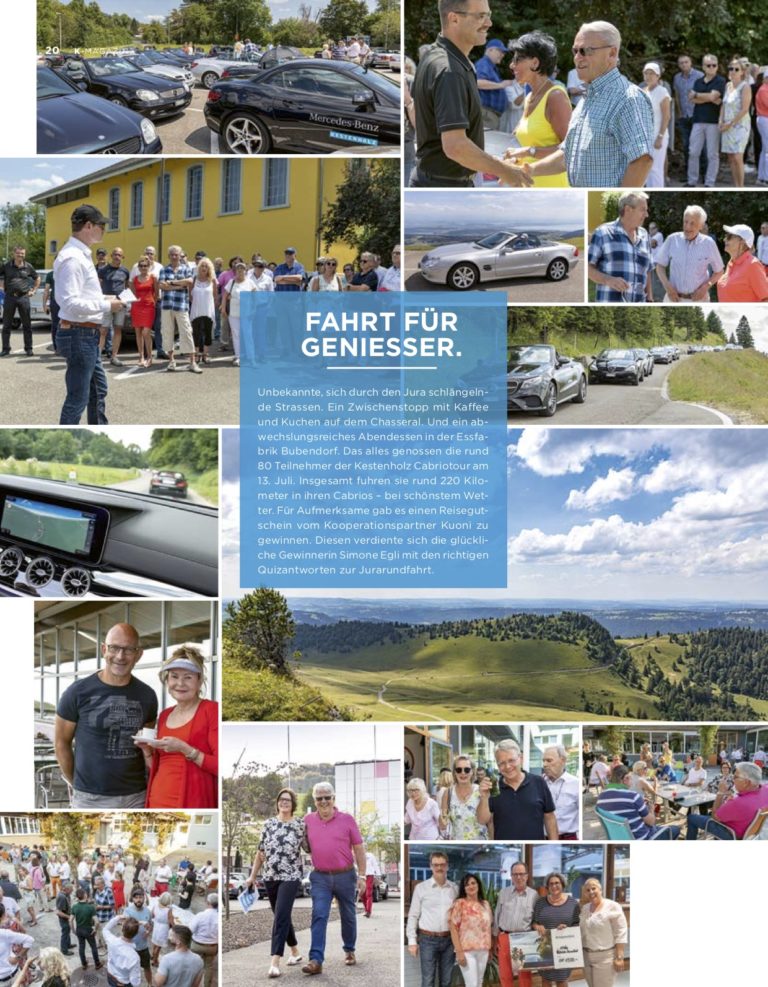 20 K-MAGAZIN
Mercedes-Benz
KESTENHOLZ
FAHRT FÜR
GENIESSER.
Unbekannte, sich durch den Jura schlängeln-
de Strassen. Ein Zwischenstopp mit Kaffee
und Kuchen auf dem Chasseral. Und ein ab-
wechslungsreiches Abendessen in der Essfa-
brik Bubendorf. Das alles genossen die rund
80 Teilnehmer der Kestenholz Cabriotour am
13. Juli. Insgesamt fuhren sie rund 220 Kilo-
meter in ihren Cabrios – bei schönstem Wet-
ter. Für Aufmerksame gab es einen Reisegut-
schein vom Kooperationspartner Kuoni zu
gewinnen. Diesen verdiente sich die glückli-
che Gewinnerin Simone Egli mit den richtigen
Quizantworten zur Jurarundfahrt.